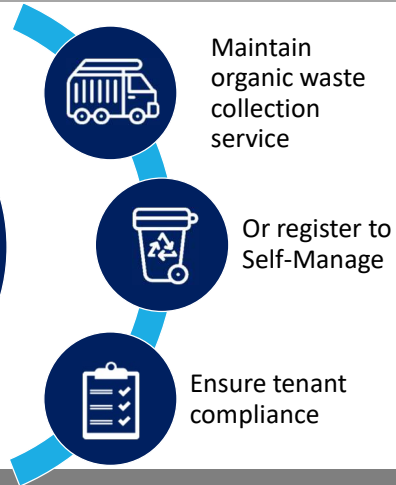 Maintain
organic waste
collection
service
Or register to
Self-Manage
Ensure tenant
compliance